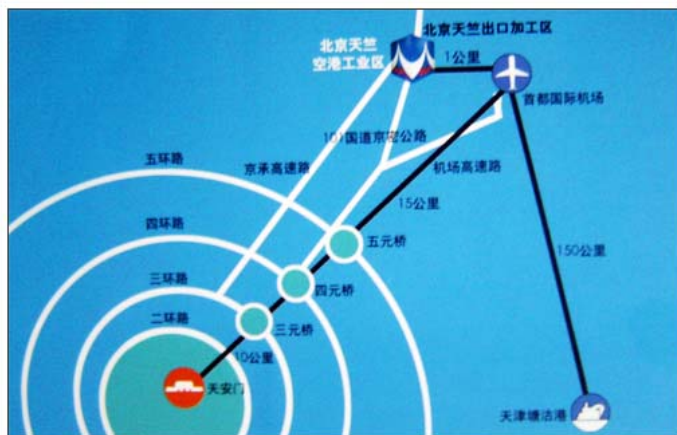 北京天竺
空港工业区
北京天竺出口加工区
1公里
首都国际机场
101国道京密公路
五环路
京承高速路
机场高速路
15公里
四环路
五元桥
150公里
三环路
四元桥
二环路
三元桥
10公里
天安门
天津塘沽港